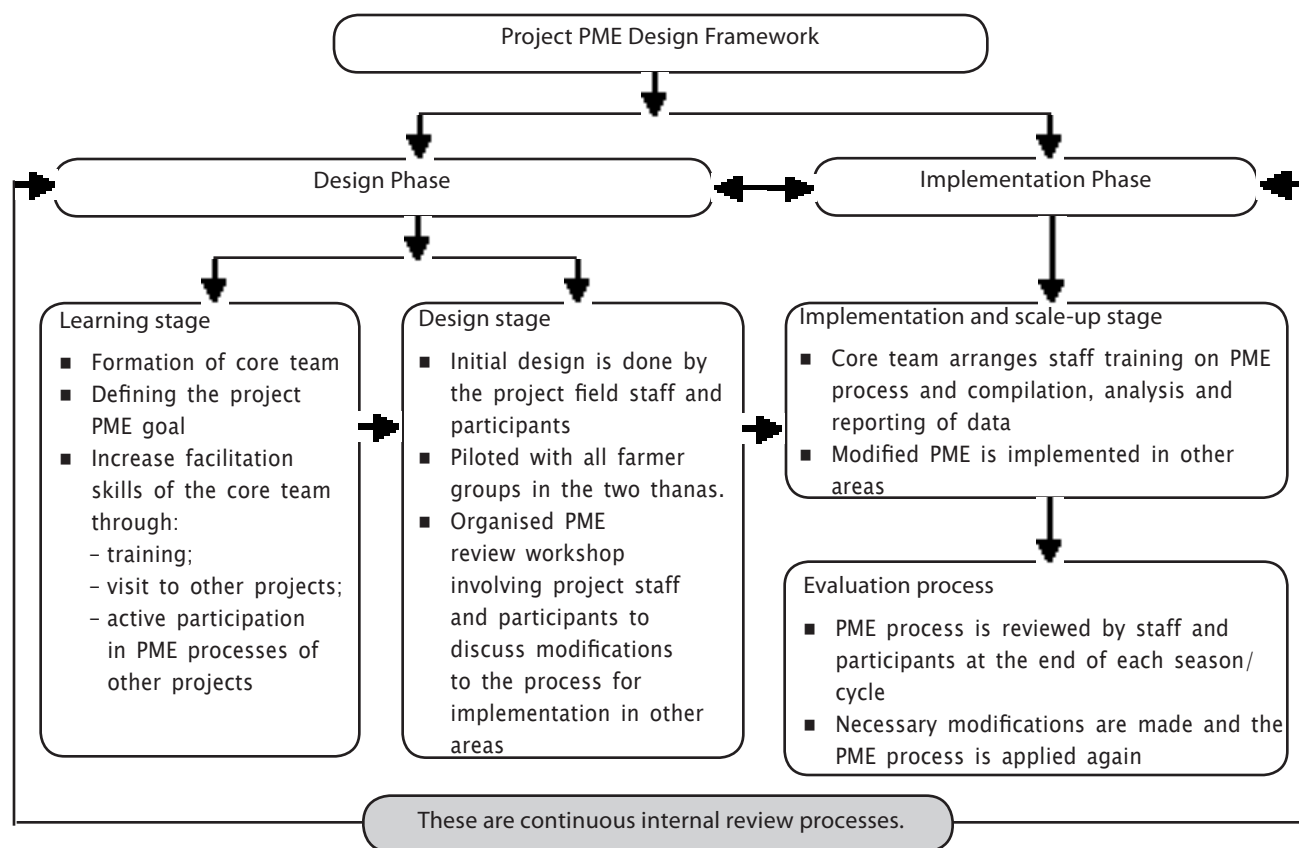 Project PME Design Framework
Design Phase
Implementation Phase
Learning stage
■ Formation of core team
■ Defining the project
PME goal
■ Increase facilitation
skills of the core team
through:
– training;
– visit to other projects;
– active participation
in PME processes of
other projects
Design stage
■ Initial design is done by
the project field staff and
participants
■ Piloted with all farmer
groups in the two thanas.
■ Organised PME
review workshop
involving project staff
and participants to
discuss modifications
to the process for
implementation in other
areas
Implementation and scale-up stage
■ Core team arranges staff training on PME
process and compilation, analysis and
reporting of data
■ Modified PME is implemented in other
areas
Evaluation process
■ PME process is reviewed by staff and
participants at the end of each season/
cycle
■ Necessary modifications are made and the
PME process is applied again
These are continuous internal review processes.